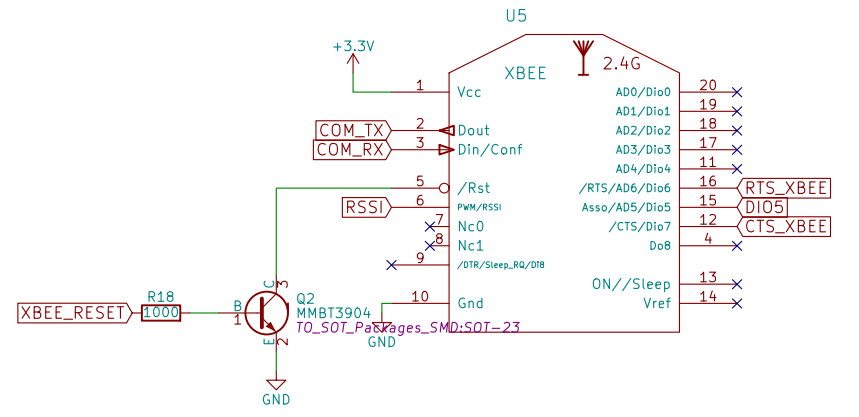 U5
+3.3V
2.4G
XBEE
1 Vcc AD0/Dio0 20
AD1/Dio1 19
COM_TX 2 Dout AD2/Dio2 18
COM_RX 3 Din/Conf AD3/Dio3 17
AD4/Dio4 11
5 /Rst /RTS/AD6/Dio6 16 RTS_XBEE
RSSI 6 PWM/RSSI Asso/AD5/Dio5 15 DIO5
7 Nc0 /CTS/Dio7 12 CTS_XBEE
8 Nc1 Do8 4
9 /DTR/Sleep_RQ/DI8
ON//Sleep 13
10 Gnd Vref 14
C 3
R18 Q2
XBEE_RESET 1000 B 1 MMBT3904
TO_SOT_Packages_SMD:SOT-23
E 2
GND
GND